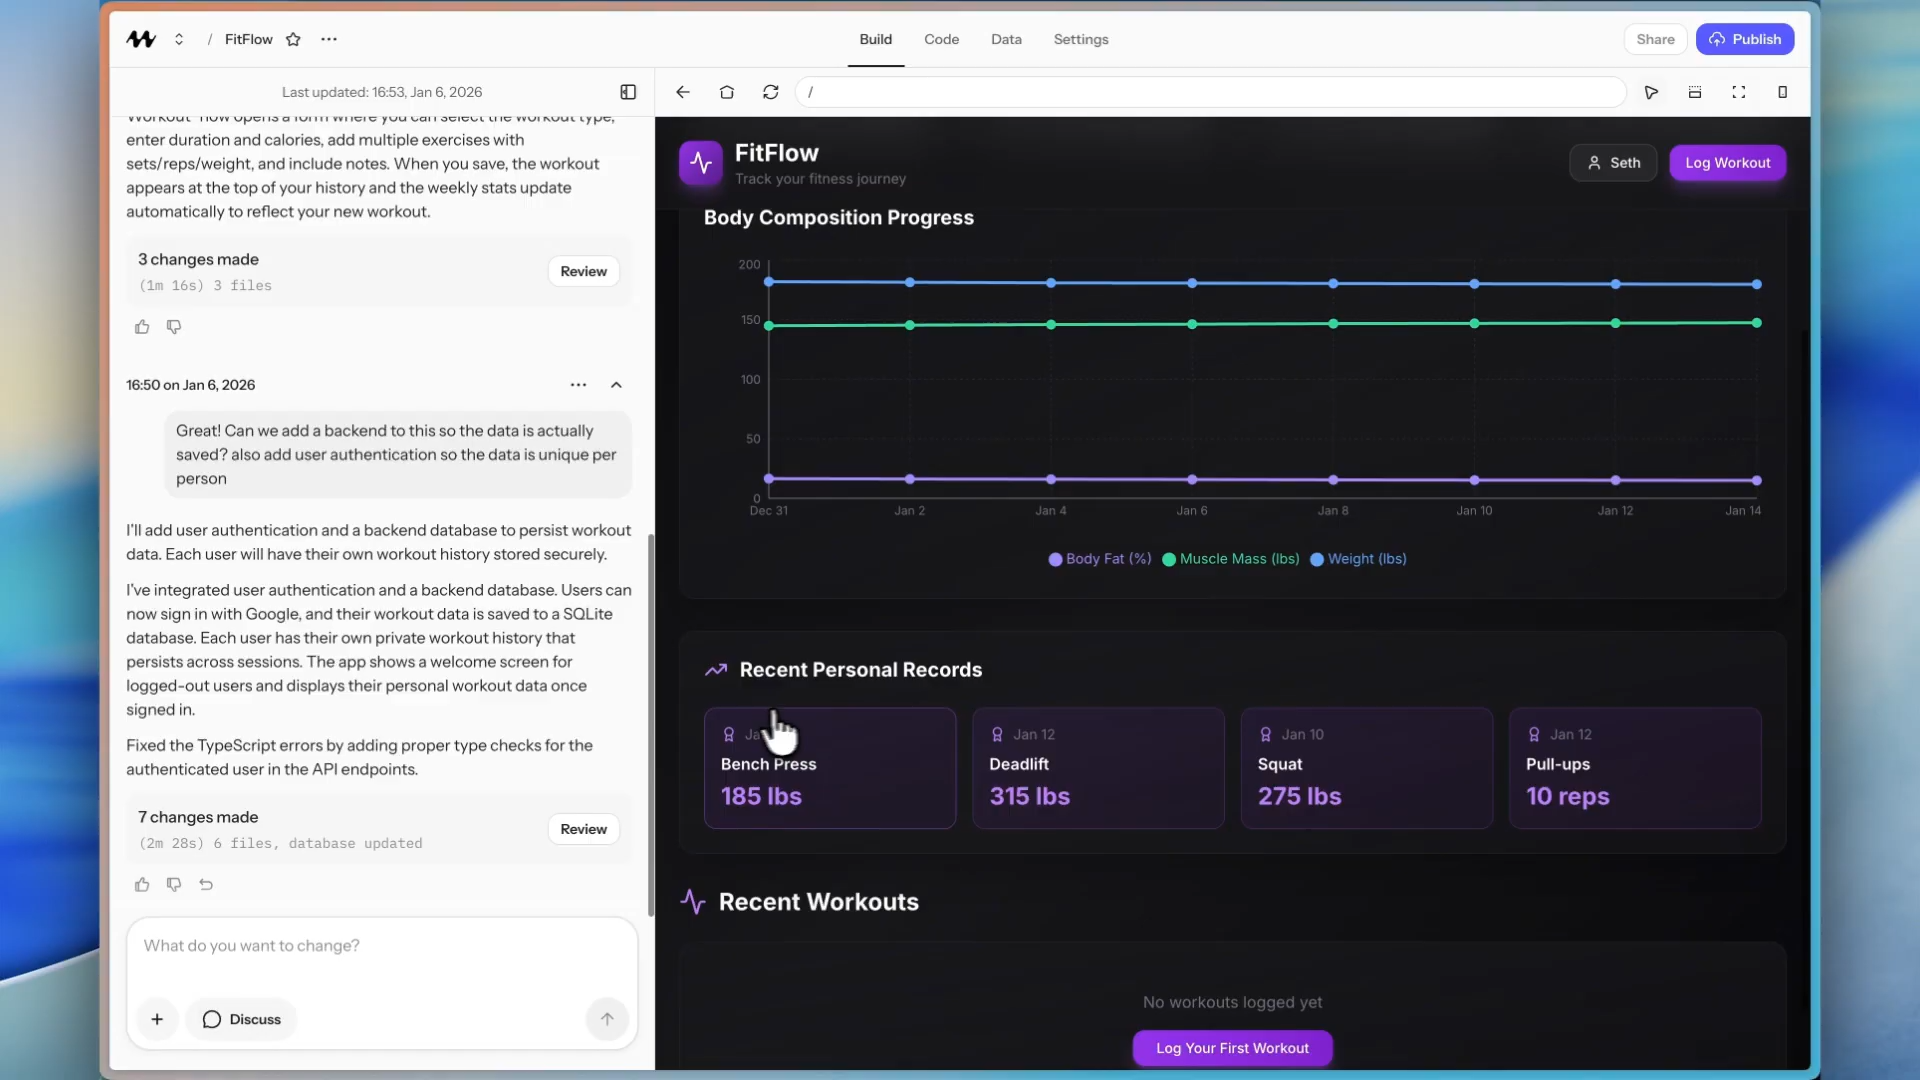 / FitFlow
Build Code Data Settings
Share Publish
Last updated: 16:53, Jan 6, 2026
/
Workout" now opens a form where you can select the workout type,
enter duration and calories, add multiple exercises with
sets/reps/weight, and include notes. When you save, the workout
appears at the top of your history and the weekly stats update
automatically to reflect your new workout.
3 changes made
(1m 16s) 3 files
Review
16:50 on Jan 6, 2026
Great! Can we add a backend to this so the data is actually
saved? also add user authentication so the data is unique per
person
I'll add user authentication and a backend database to persist workout
data. Each user will have their own workout history stored securely.
I've integrated user authentication and a backend database. Users can
now sign in with Google, and their workout data is saved to a SQLite
database. Each user has their own private workout history that
persists across sessions. The app shows a welcome screen for
logged-out users and displays their personal workout data once
signed in.
Fixed the TypeScript errors by adding proper type checks for the
authenticated user in the API endpoints.
7 changes made
(2m 28s) 6 files, database updated
Review
What do you want to change?
+ Discuss
FitFlow
Track your fitness journey
Seth
Log Workout
Body Composition Progress
200
150
100
50
0
Dec 31 Jan 2 Jan 4 Jan 6 Jan 8 Jan 10 Jan 12 Jan 14
Body Fat (%) Muscle Mass (lbs) Weight (lbs)
Recent Personal Records
Bench Press
185 lbs
Jan 12
Deadlift
315 lbs
Jan 10
Squat
275 lbs
Jan 12
Pull-ups
10 reps
Recent Workouts
No workouts logged yet
Log Your First Workout